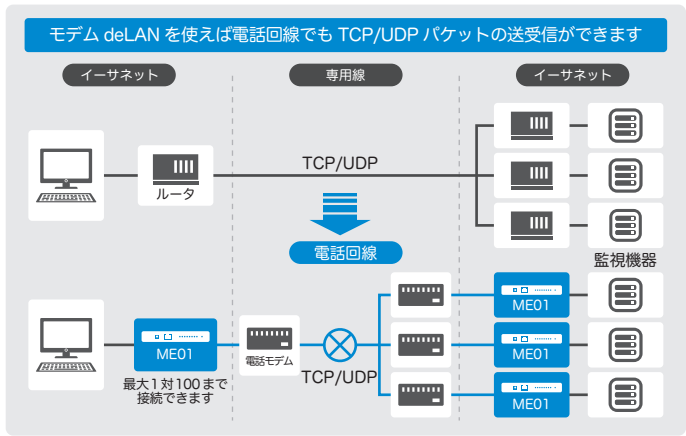 モデム deLAN を使えば電話回線でも TCP/UDP パケットの送受信ができます
イーサネット
専用線
イーサネット
ルータ
TCP/UDP
電話回線
監視機器
ME01
電話モデム
TCP/UDP
最大1対100まで
接続できます
ME01
ME01
ME01